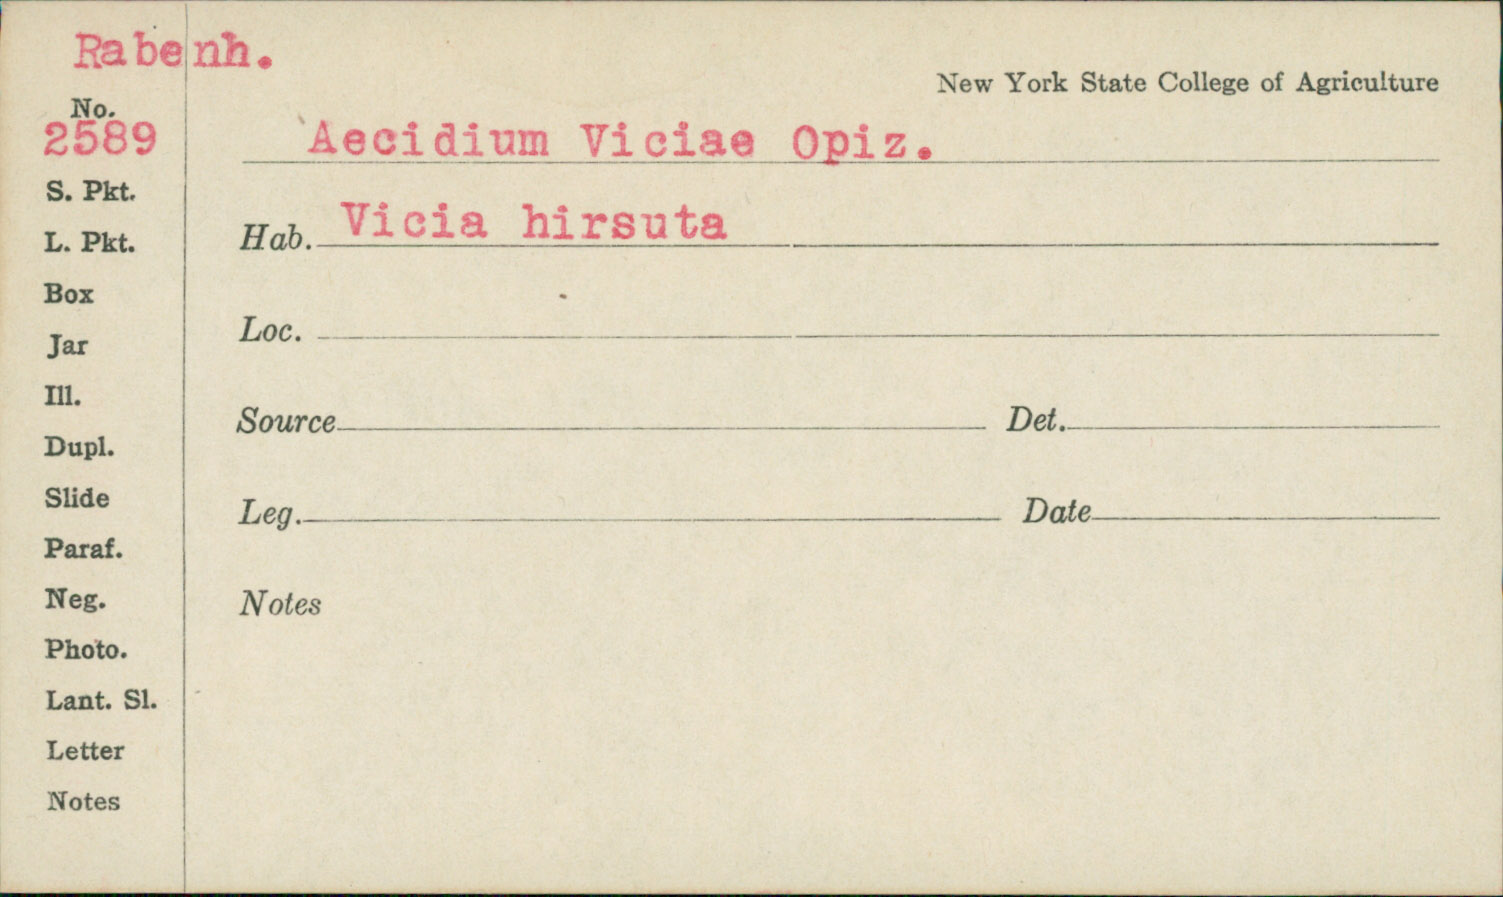 Rabenh.
New York State College of Agriculture
No.
2589
Aecidium Viciae Opiz.
S. Pkt.
Hab. Vicia hirsuta
L. Pkt.
Box
Loc.
Jar
Ill.
Source Det.
Dupl.
Slide
Leg. Date
Paraf.
Neg.
Notes
Photo.
Lant. Sl.
Letter
Notes